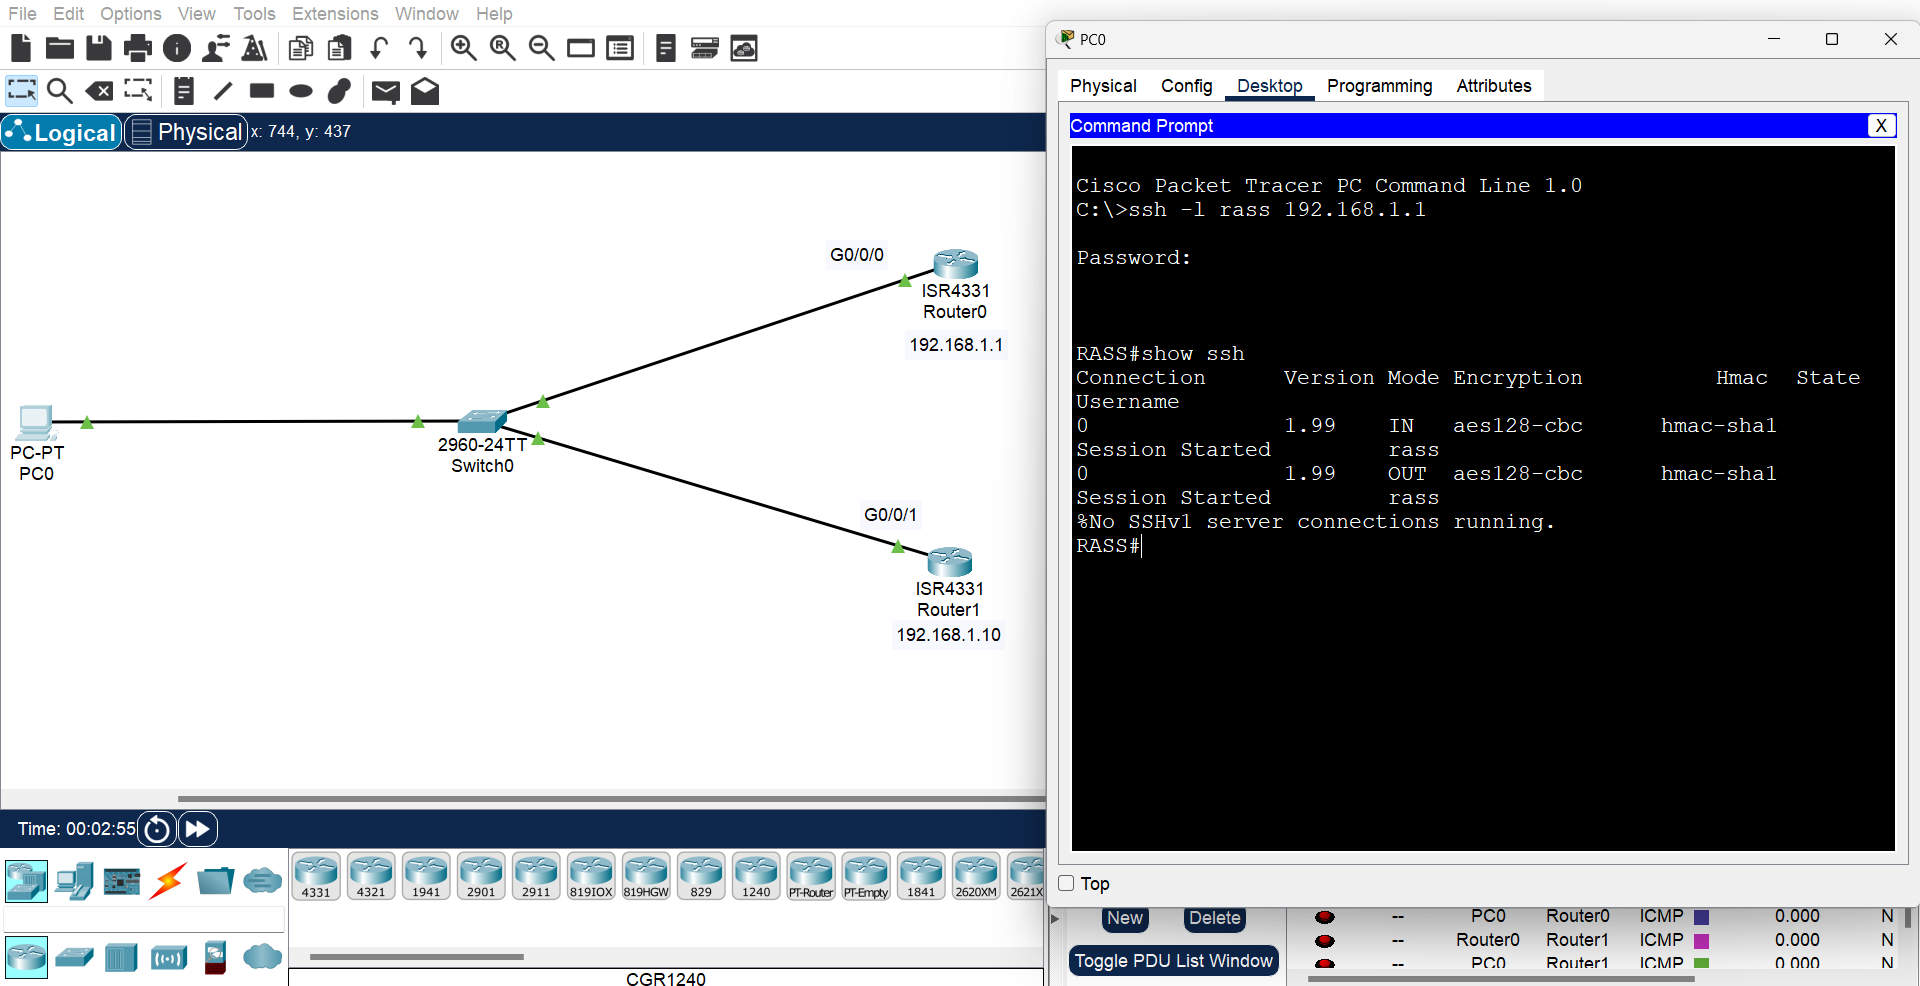 File Edit Options View Tools Extensions Window Help
Logical Physical x: 744, y: 437
G0/0/0
ISR4331
Router0
192.168.1.1
PC-PT
PC0
2960-24TT
Switch0
G0/0/1
ISR4331
Router1
192.168.1.10
Time: 00:02:55
4331 4321 1941 2901 2911 819IOX 819HGW 829 1240 PT-Router PT-Empty 1841 2620XM 2621X
CGR1240
PC0
Physical Config Desktop Programming Attributes
Command Prompt X
Cisco Packet Tracer PC Command Line 1.0
C:\>ssh -l rass 192.168.1.1
Password:
RASS#show ssh
Connection Version Mode Encryption Hmac State
Username
0 1.99 IN aes128-cbc hmac-sha1
Session Started rass
0 1.99 OUT aes128-cbc hmac-sha1
Session Started rass
%No SSHv1 server connections running.
RASS#
Top
New Delete
Toggle PDU List Window
-- PC0 Router0 ICMP 0.000 N
-- Router0 Router1 ICMP 0.000 N
-- PC0 Router1 ICMP 0.000 N